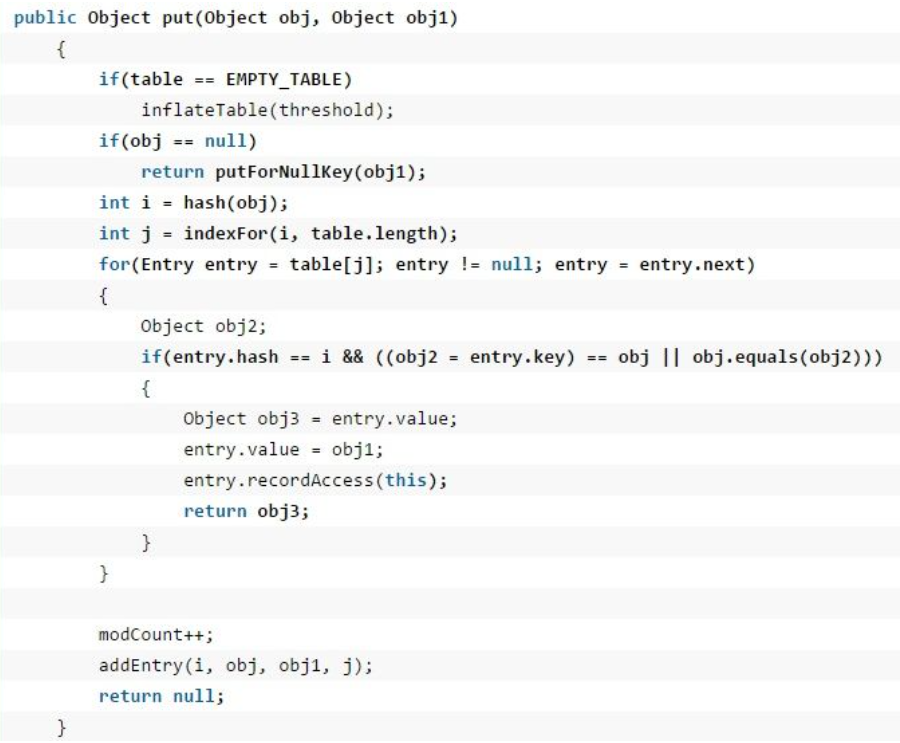 public Object put(Object obj, Object obj1)
{
if(table == EMPTY_TABLE)
inflateTable(threshold);
if(obj == null)
return putForNullKey(obj1);
int i = hash(obj);
int j = indexFor(i, table.length);
for(Entry entry = table[j]; entry != null; entry = entry.next)
{
Object obj2;
if(entry.hash == i && ((obj2 = entry.key) == obj || obj.equals(obj2)))
{
Object obj3 = entry.value;
entry.value = obj1;
entry.recordAccess(this);
return obj3;
}
}
modCount++;
addEntry(i, obj, obj1, j);
return null;
}